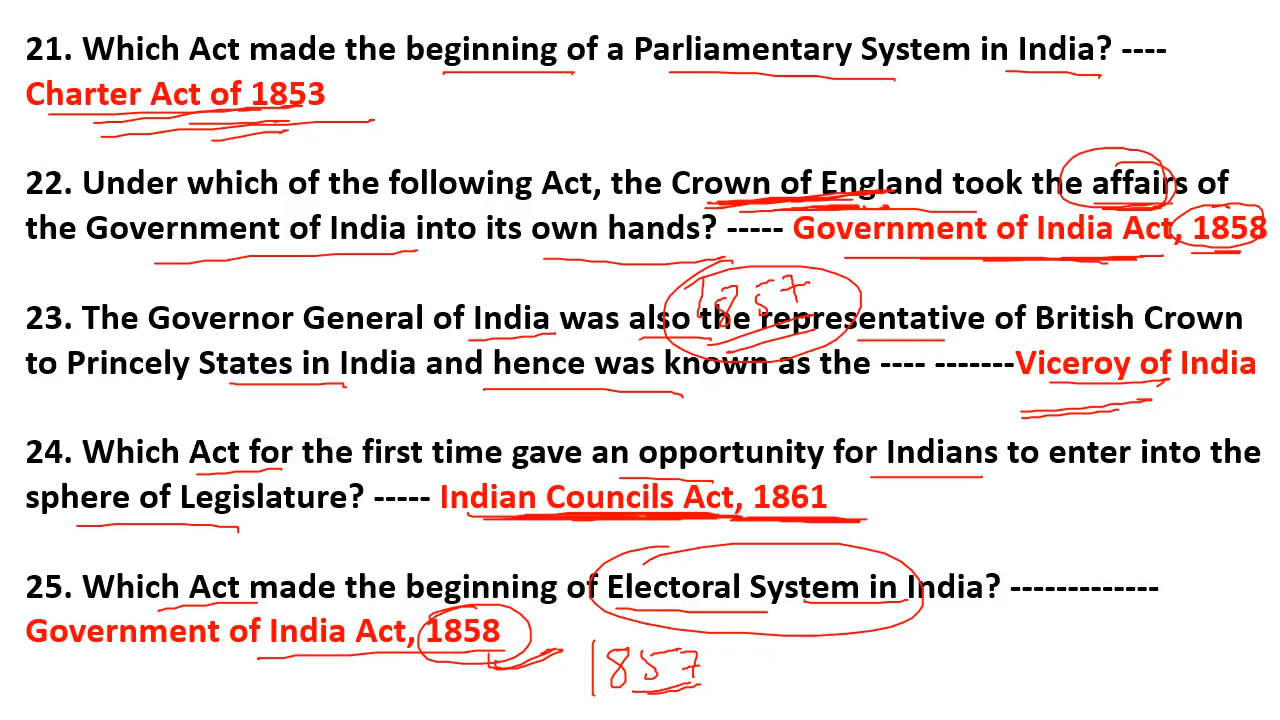 21. Which Act made the beginning of a Parliamentary System in India? ----
Charter Act of 1853
22. Under which of the following Act, the Crown of England took the affairs of
the Government of India into its own hands? ----- Government of India Act, 1858
1857
23. The Governor General of India was also the representative of British Crown
to Princely States in India and hence was known as the ---- -------Viceroy of India
24. Which Act for the first time gave an opportunity for Indians to enter into the
sphere of Legislature? ----- Indian Councils Act, 1861
25. Which Act made the beginning of Electoral System in India? -------------
Government of India Act, 1858
1857